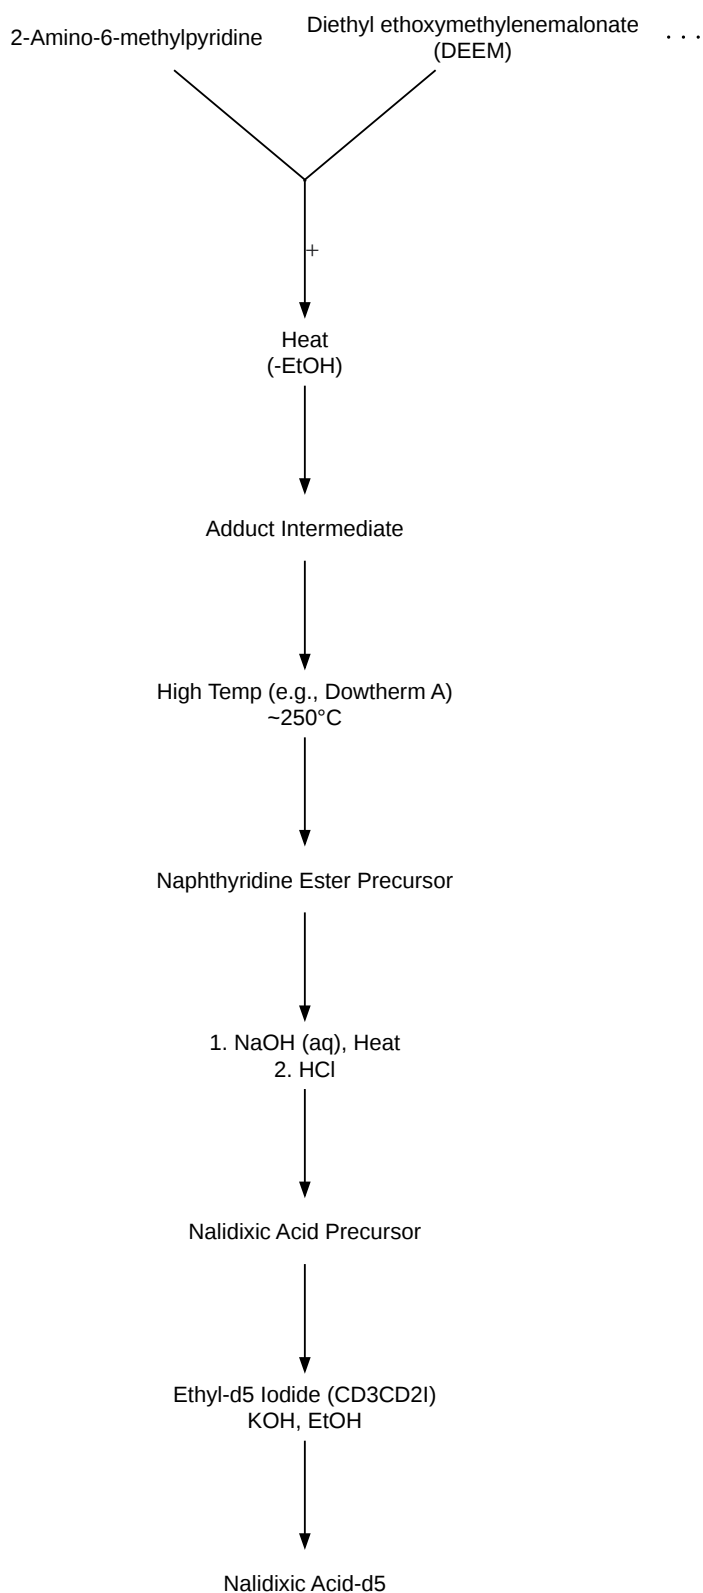 2-Amino-6-methylpyridine
Diethyl ethoxymethylenemalonate
(DEEM)
. . .
+
Heat
(-EtOH)
Adduct Intermediate
High Temp (e.g., Dowtherm A)
~250°C
Naphthyridine Ester Precursor
1. NaOH (aq), Heat
2. HCl
Nalidixic Acid Precursor
Ethyl-d5 Iodide (CD3CD2I)
KOH, EtOH
Nalidixic Acid-d5